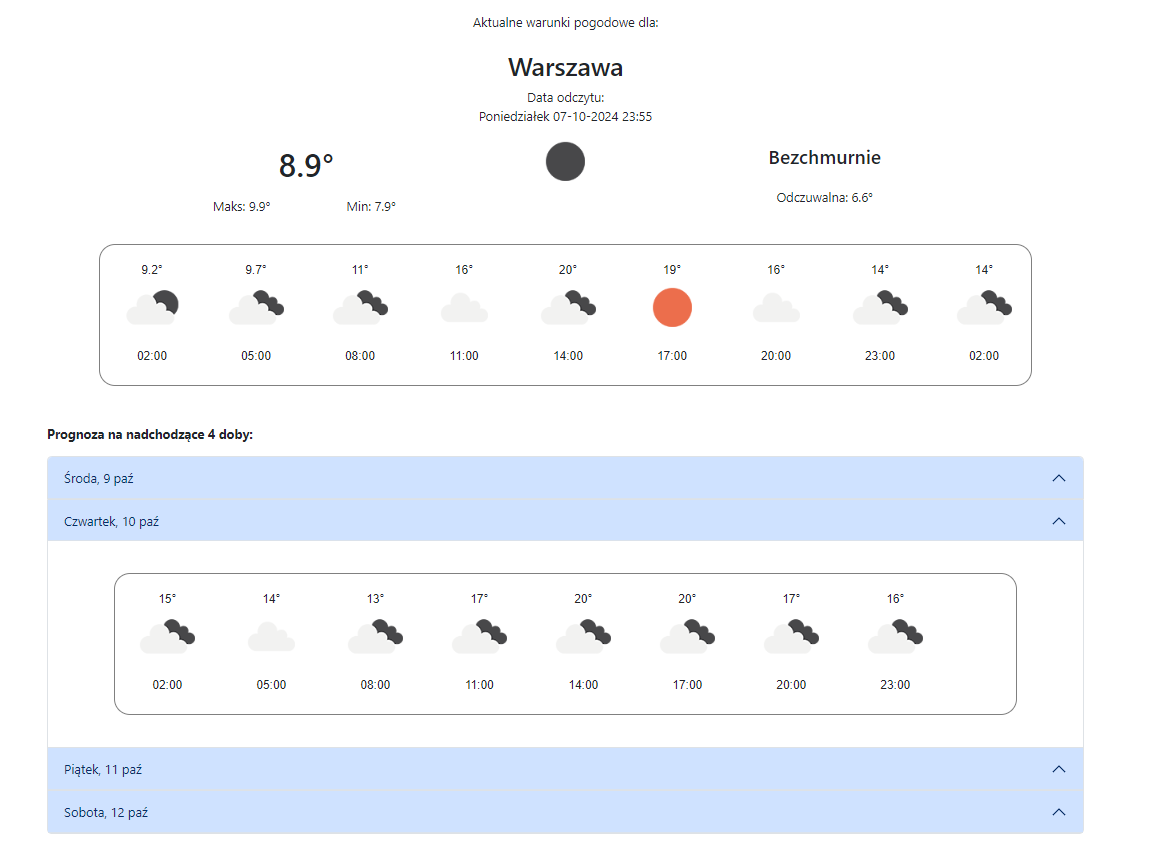 Aktualne warunki pogodowe dla:
Warszawa
Data odczytu:
Poniedziałek 07-10-2024 23:55
8.9°
Maks: 9.9° Min: 7.9°
Bezchmurnie
Odczuwalna: 6.6°
9.2° 9.7° 11° 16° 20° 19° 16° 14° 14°
02:00 05:00 08:00 11:00 14:00 17:00 20:00 23:00 02:00
Prognoza na nadchodzące 4 doby:
Środa, 9 paź
Czwartek, 10 paź
15° 14° 13° 17° 20° 20° 17° 16°
02:00 05:00 08:00 11:00 14:00 17:00 20:00 23:00
Piątek, 11 paź
Sobota, 12 paź